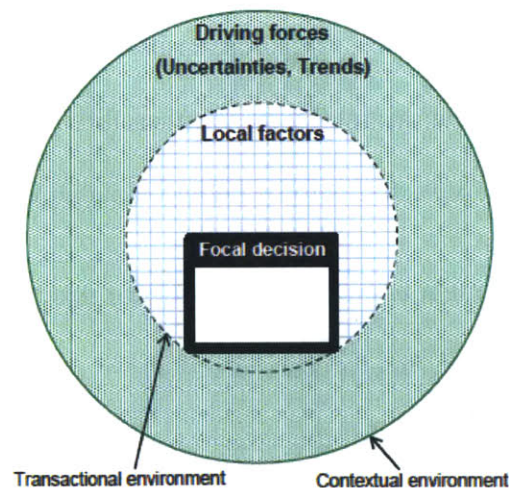 Driving forces
(Uncertainties, Trends)
Local factors
Focal decision
Transactional environment
Contextual environment